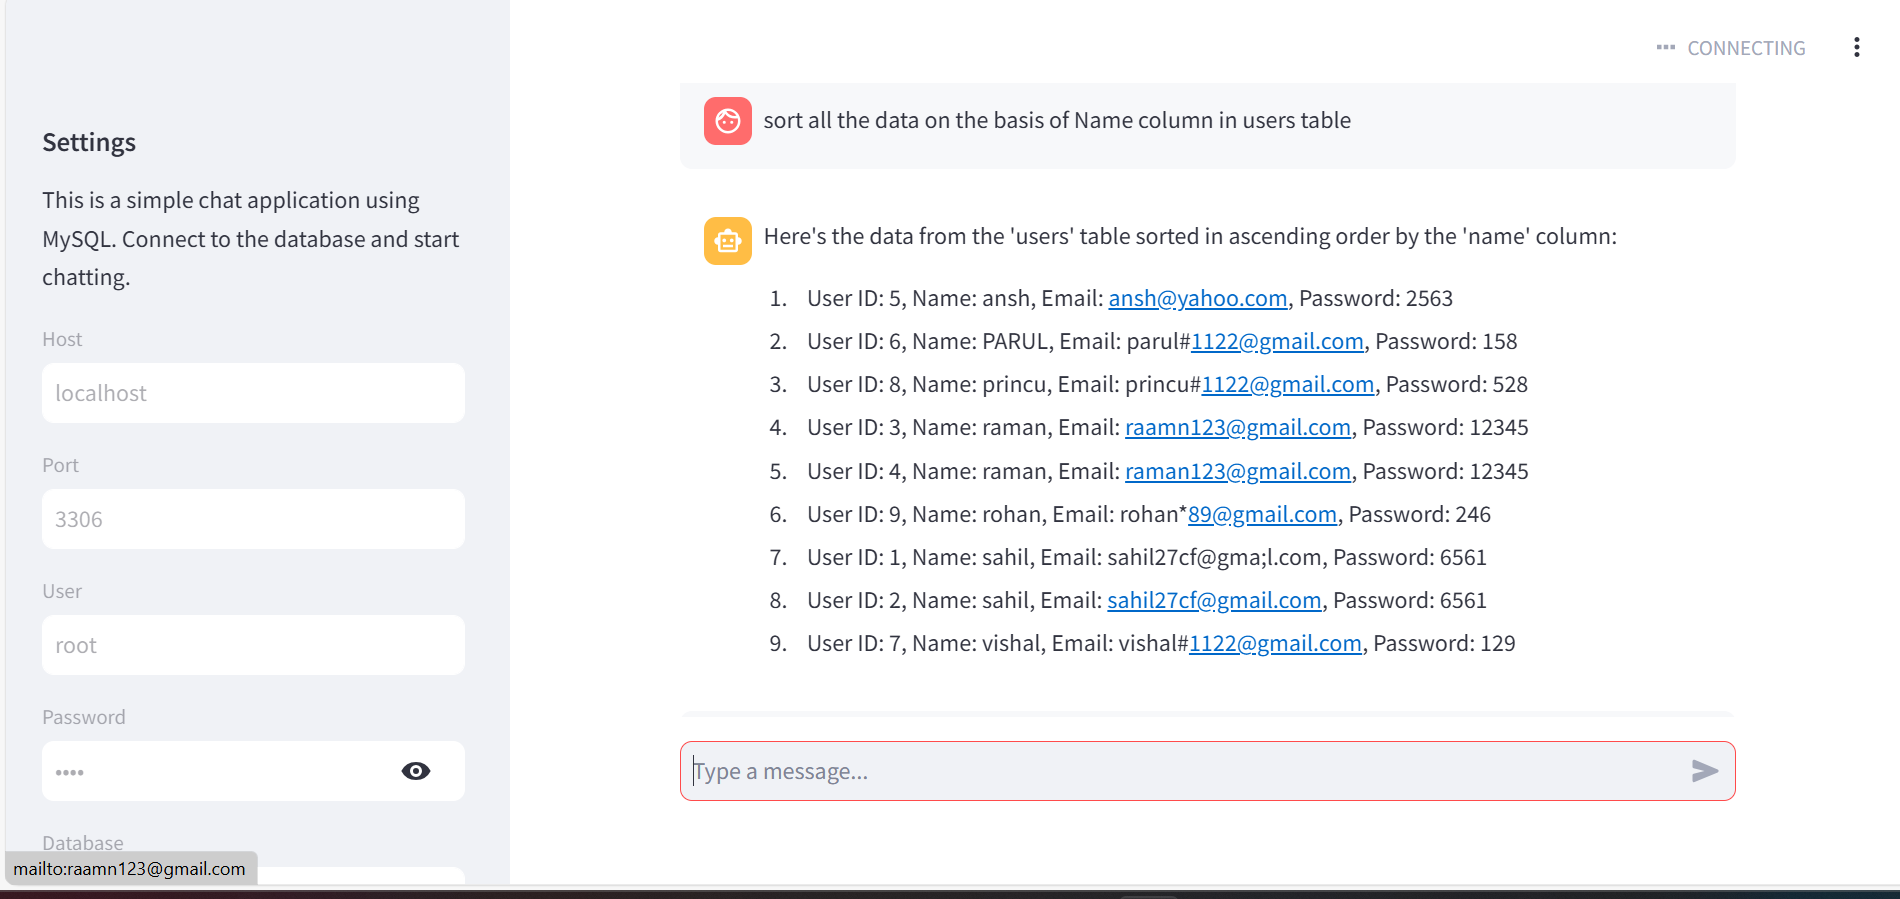 CONNECTING
Settings
This is a simple chat application using
MySQL. Connect to the database and start
chatting.
Host
localhost
Port
3306
User
root
Password
••••
Database
mailto:raamn123@gmail.com
sort all the data on the basis of Name column in users table
Here's the data from the 'users' table sorted in ascending order by the 'name' column:
1. User ID: 5, Name: ansh, Email: ansh@yahoo.com, Password: 2563
2. User ID: 6, Name: PARUL, Email: parul#1122@gmail.com, Password: 158
3. User ID: 8, Name: princu, Email: princu#1122@gmail.com, Password: 528
4. User ID: 3, Name: raman, Email: raamn123@gmail.com, Password: 12345
5. User ID: 4, Name: raman, Email: raman123@gmail.com, Password: 12345
6. User ID: 9, Name: rohan, Email: rohan*89@gmail.com, Password: 246
7. User ID: 1, Name: sahil, Email: sahil27cf@gma;l.com, Password: 6561
8. User ID: 2, Name: sahil, Email: sahil27cf@gmail.com, Password: 6561
9. User ID: 7, Name: vishal, Email: vishal#1122@gmail.com, Password: 129
Type a message...